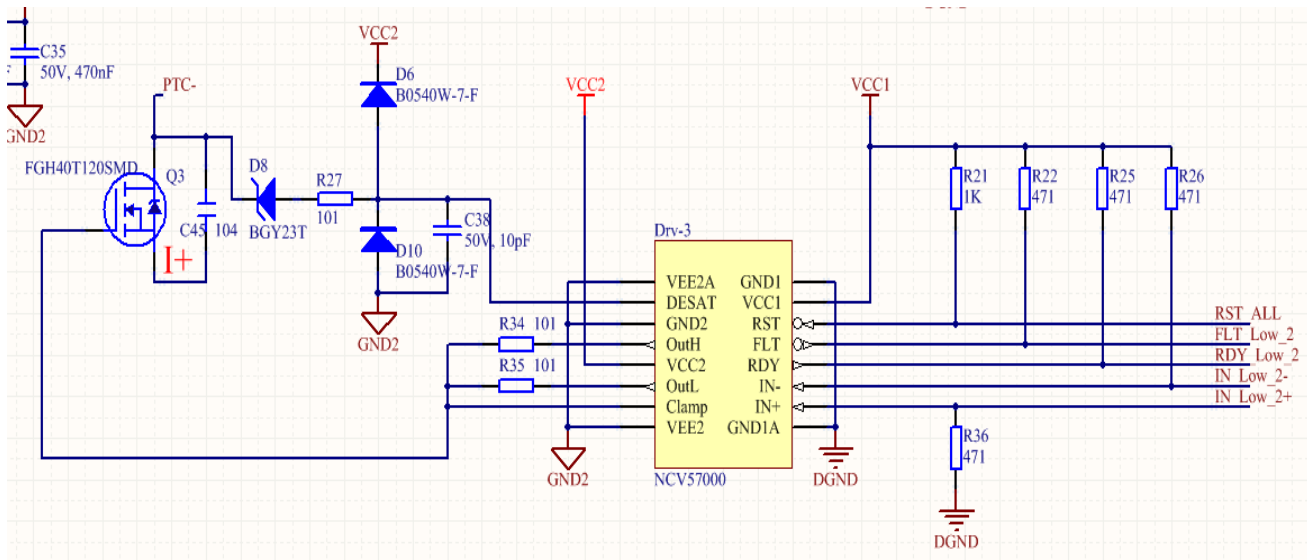 C35
50V, 470nF
GND2
PTC-
VCC2
D6
B0540W-7-F
VCC2
VCC1
FGH40T120SMD
Q3
D8
BGY23T
R27
101
C45 104
I+
C38
50V, 10pF
D10
B0540W-7-F
GND2
R21
1K
R22
471
R25
471
R26
471
Drv-3
VEE2A
DESAT
GND2
OutH
VCC2
OutL
Clamp
VEE2
GND1
VCC1
RST
FLT
RDY
IN-
IN+
GND1A
NCV57000
R34 101
R35 101
GND2
DGND
RST_ALL
FLT_Low_2
RDY_Low_2
IN_Low_2-
IN_Low_2+
R36
471
DGND